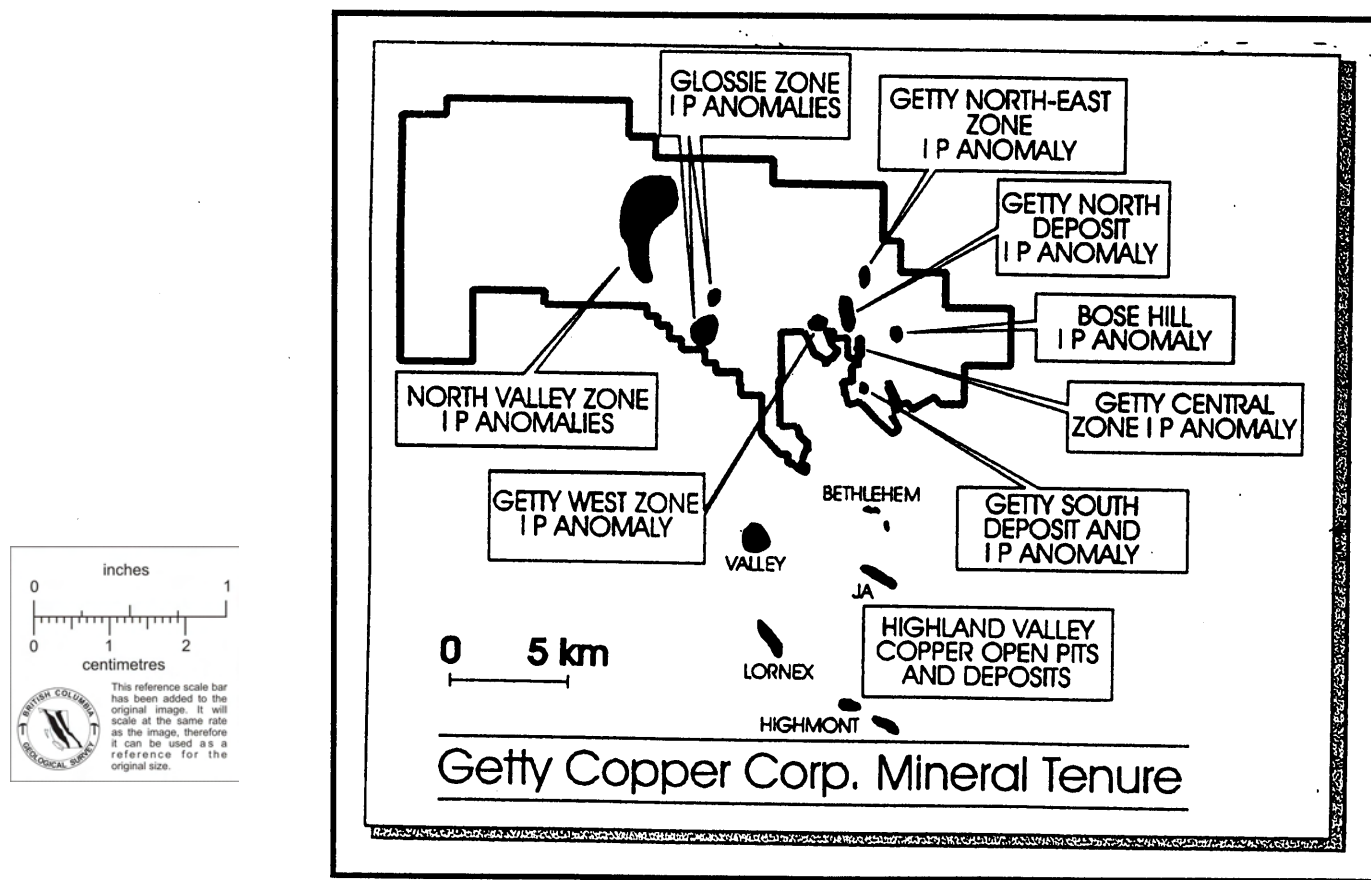 GLOSSIE ZONE
I P ANOMALIES
GETTY NORTH-EAST
ZONE
I P ANOMALY
GETTY NORTH
DEPOSIT
I P ANOMALY
BOSE HILL
I P ANOMALY
NORTH VALLEY ZONE
I P ANOMALIES
GETTY CENTRAL
ZONE I P ANOMALY
GETTY WEST ZONE
I P ANOMALY
BETHLEHEM
GETTY SOUTH
DEPOSIT AND
I P ANOMALY
VALLEY
JA
HIGHLAND VALLEY
COPPER OPEN PITS
AND DEPOSITS
0 5 km
LORNEX
HIGHMONT
Getty Copper Corp. Mineral Tenure
inches
0 1
0 1 2
centimetres
BRITISH COLUMBIA
GEOLOGICAL SURVEY
This reference scale bar
has been added to the
original image. It will
scale at the same rate
as the image, therefore
it can be used as a
reference for the
original size.